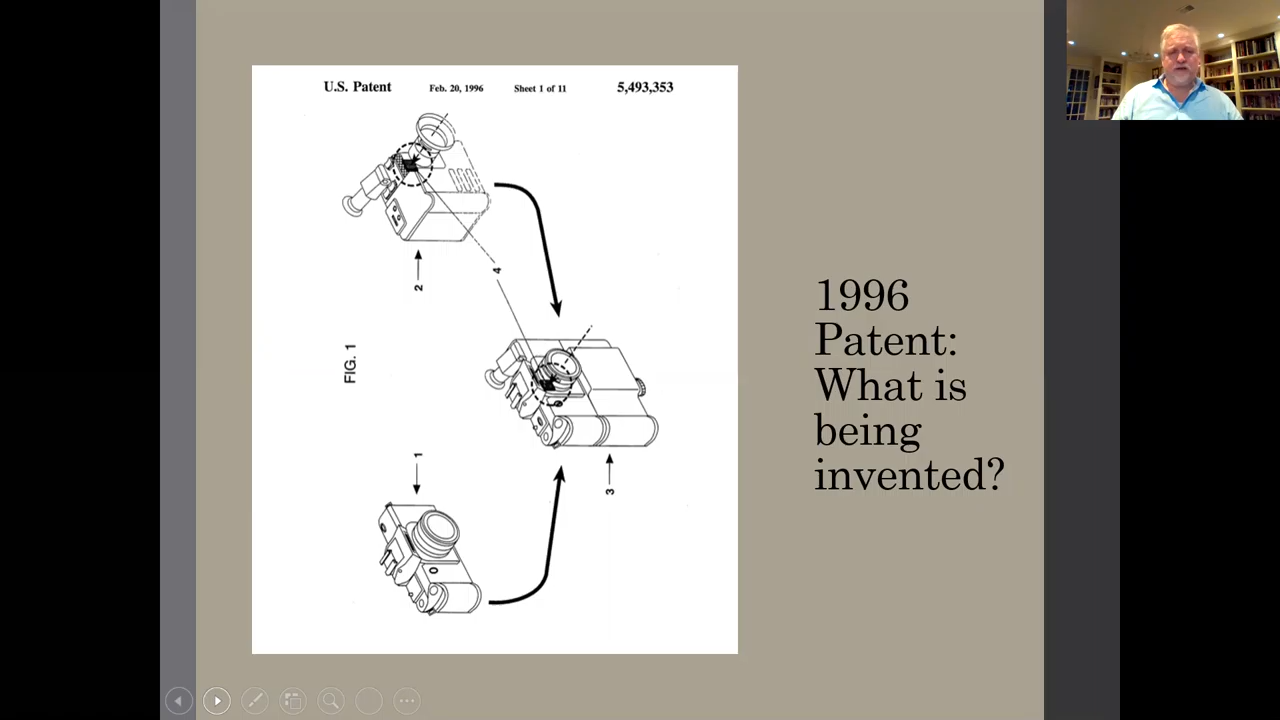 U.S. Patent Feb. 20, 1996 Sheet 1 of 11 5,493,353
2
4
FIG. 1
1
3
1996
Patent:
What is
being
invented?